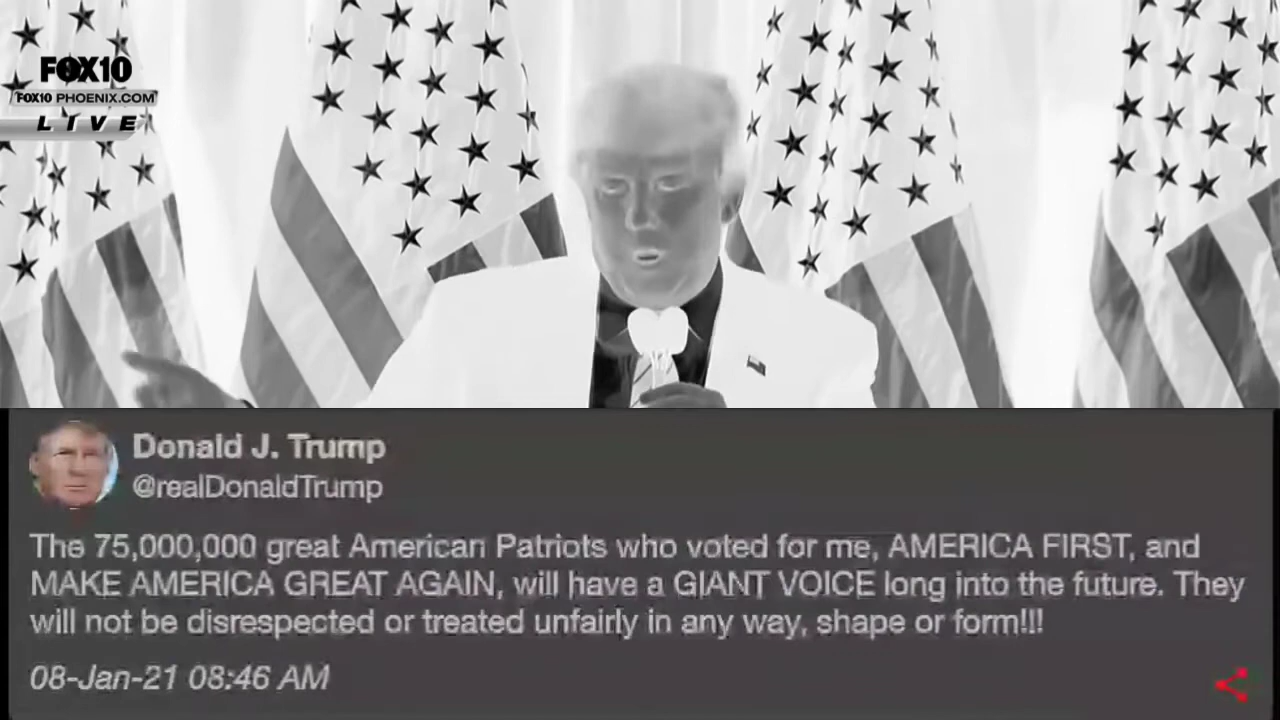 FOX10
FOX10 PHOENIX.COM
LIVE
Donald J. Trump
@realDonaldTrump
The 75,000,000 great American Patriots who voted for me, AMERICA FIRST, and
MAKE AMERICA GREAT AGAIN, will have a GIANT VOICE long into the future. They
will not be disrespected or treated unfairly in any way, shape or form!!!
08-Jan-21 08:46 AM